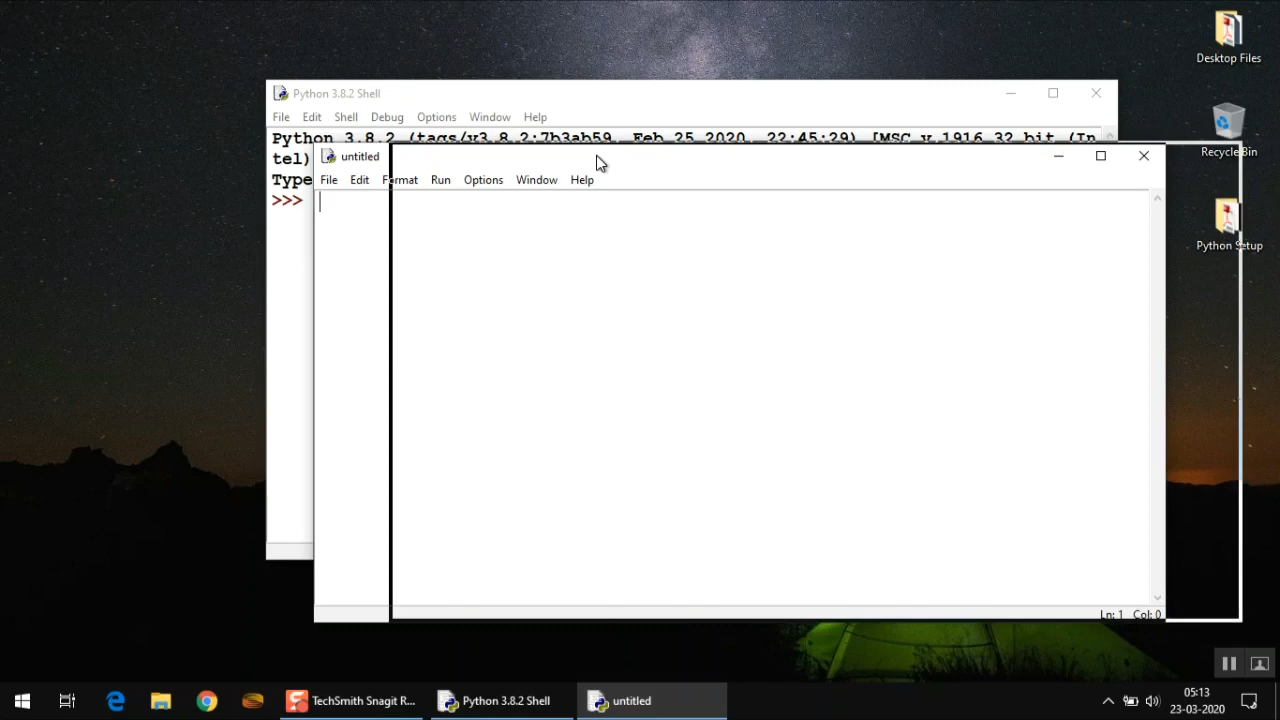 Desktop Files
Python 3.8.2 Shell
File Edit Shell Debug Options Window Help
Python 3.8.2 (tags/v3.8.2:7b3ab59, Feb 25 2020, 22:45:29) [MSC v.1916 32 bit (In
tel)
Type
>>>
Recycle Bin
untitled
File Edit Format Run Options Window Help
Python Setup
Ln: 1 Col: 0
TechSmith Snagit R...
Python 3.8.2 Shell
untitled
05:13
23-03-2020